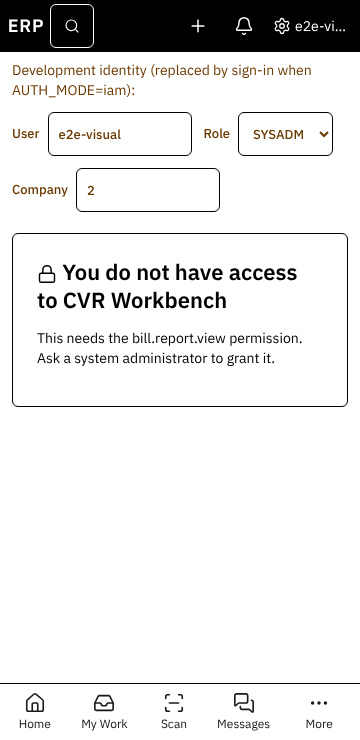 ERP
e2e-vi...
Development identity (replaced by sign-in when
AUTH_MODE=iam):
User
e2e-visual
Role
SYSADM
Company
2
You do not have access
to CVR Workbench
This needs the bill.report.view permission.
Ask a system administrator to grant it.
Home
My Work
Scan
Messages
More